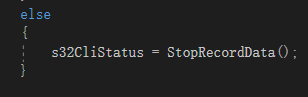 else
{
s32CliStatus = StopRecordData();
}